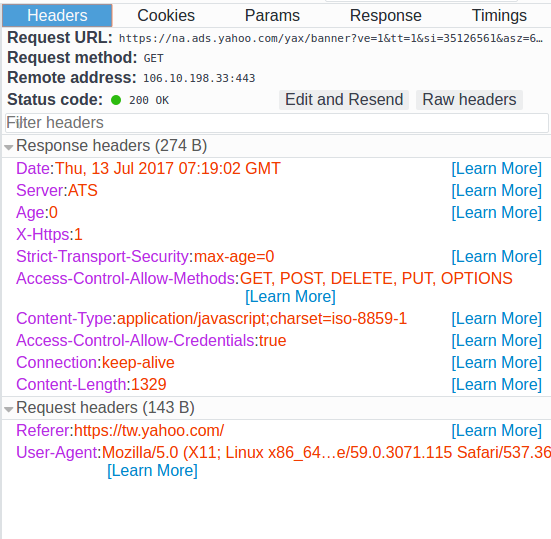 Headers Cookies Params Response Timings
Request URL: https://na.ads.yahoo.com/yax/banner?ve=1&tt=1&si=35126561&asz=6…
Request method: GET
Remote address: 106.10.198.33:443
Status code: 200 OK Edit and Resend Raw headers
Filter headers
Response headers (274 B)
Date:Thu, 13 Jul 2017 07:19:02 GMT [Learn More]
Server:ATS [Learn More]
Age:0 [Learn More]
X-Https:1
Strict-Transport-Security:max-age=0 [Learn More]
Access-Control-Allow-Methods:GET, POST, DELETE, PUT, OPTIONS
[Learn More]
Content-Type:application/javascript;charset=iso-8859-1 [Learn More]
Access-Control-Allow-Credentials:true [Learn More]
Connection:keep-alive [Learn More]
Content-Length:1329 [Learn More]
Request headers (143 B)
Referer:https://tw.yahoo.com/ [Learn More]
User-Agent:Mozilla/5.0 (X11; Linux x86_64…e/59.0.3071.115 Safari/537.36
[Learn More]